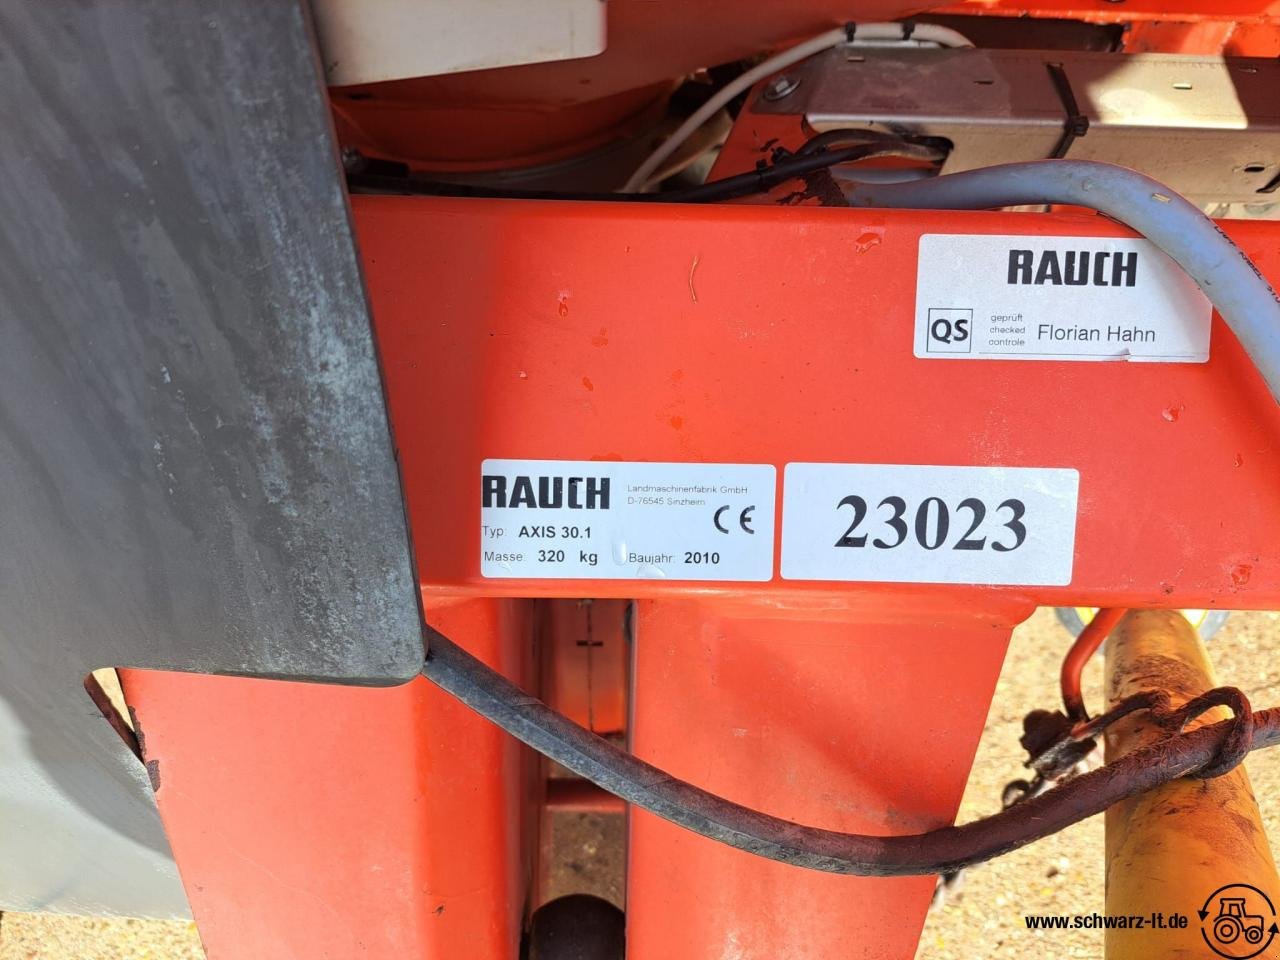 RAUCH
QS
geprüft
checked
controle
Florian Hahn
RAUCH
Landmaschinenfabrik GmbH
D-76545 Sinzheim
CE
Typ: AXIS 30.1
Masse: 320 kg Baujahr: 2010
23023
www.schwarz-lt.de